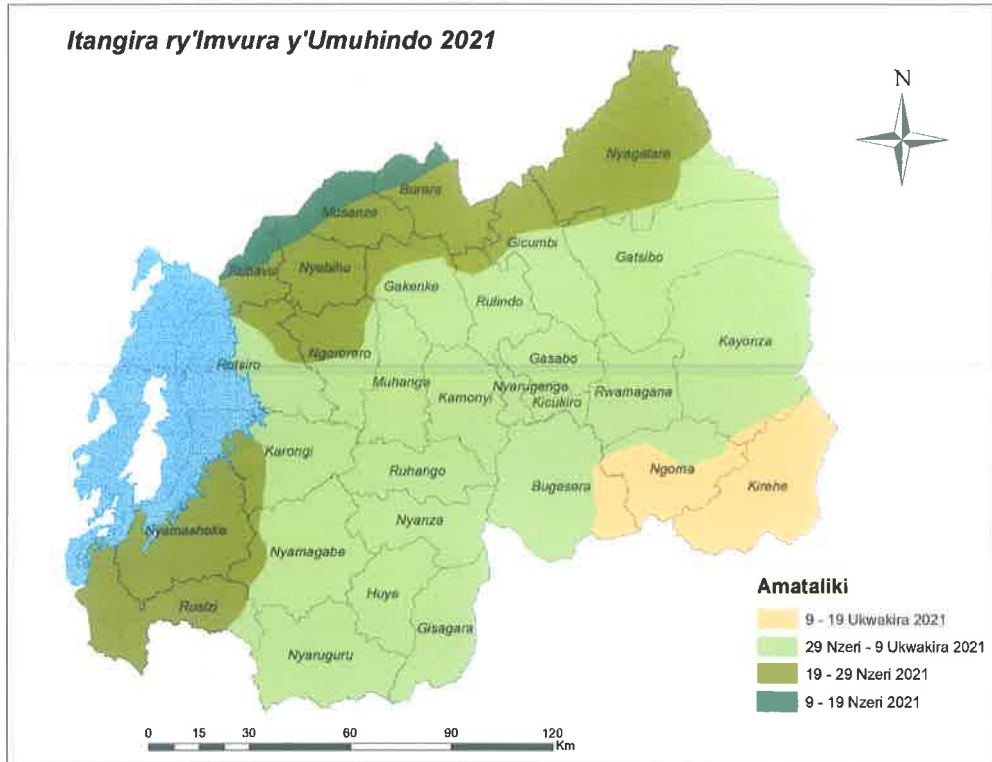 Itangira ry'Imvura y'Umuhindo 2021
N
Nyagatare
Burera
Musanze
Gicumbi
Rubavu
Nyabihu
Gatsibo
Gakenke
Rulindo
Ngororero
Kayonza
Rutsiro
Gasabo
Muhanga
Nyarugenge
Rwamagana
Kamonyi
Kicukiro
Karongi
Ruhango
Ngoma
Bugesera
Kirehe
Nyanza
Nyamasheke
Nyamagabe
Huye
Rusizi
Gisagara
Nyaruguru
Amataliki
9 - 19 Ukwakira 2021
29 Nzeri - 9 Ukwakira 2021
19 - 29 Nzeri 2021
9 - 19 Nzeri 2021
0 15 30 60 90 120
Km